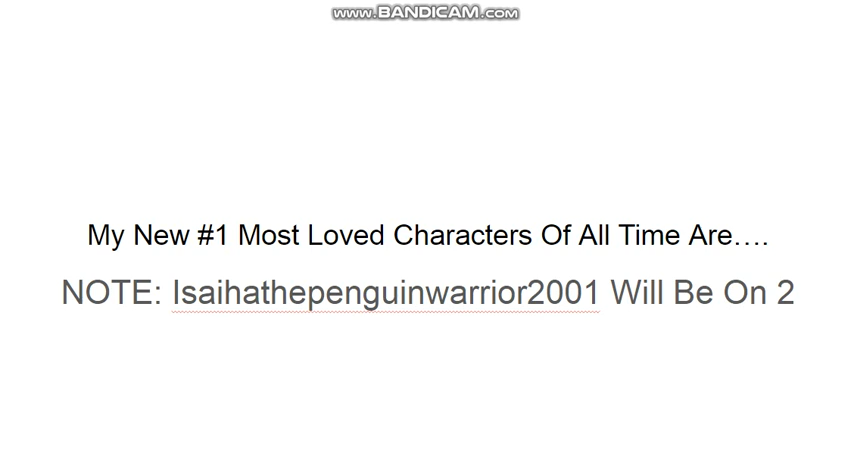 www.BANDICAM.com
My New #1 Most Loved Characters Of All Time Are….
NOTE: Isaihathepenguinwarrior2001 Will Be On 2